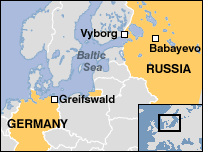 Vyborg
Babayevo
Baltic
Sea
RUSSIA
Greifswald
GERMANY